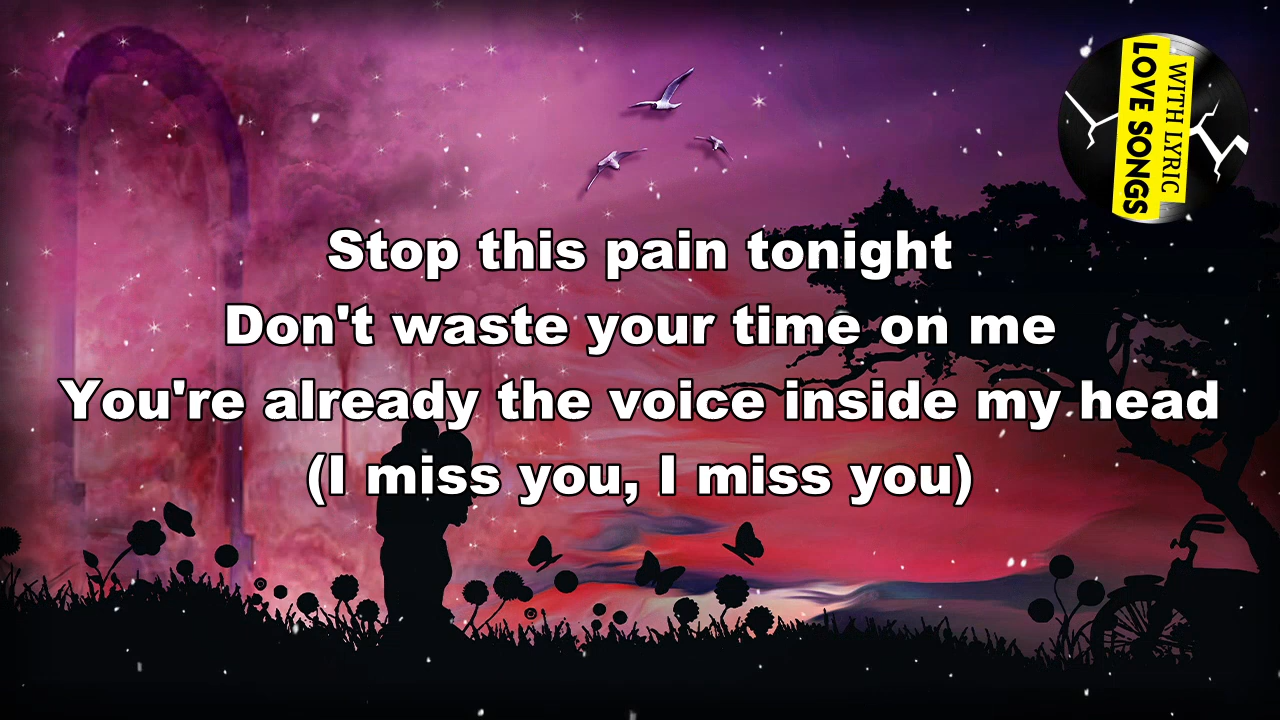 Stop this pain tonight
Don't waste your time on me
You're already the voice inside my head
(I miss you, I miss you)
WITH LYRIC
LOVE SONGS